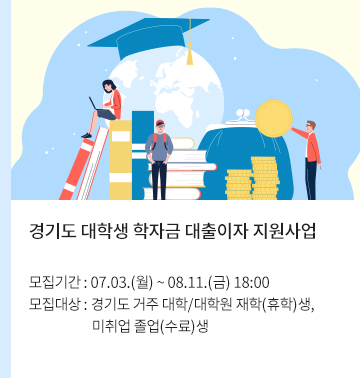 경기도 대학생 학자금 대출이자 지원사업
모집기간 : 07.03.(월) ~ 08.11.(금) 18:00
모집대상 : 경기도 거주 대학/대학원 재학(휴학)생,
미취업 졸업(수료)생